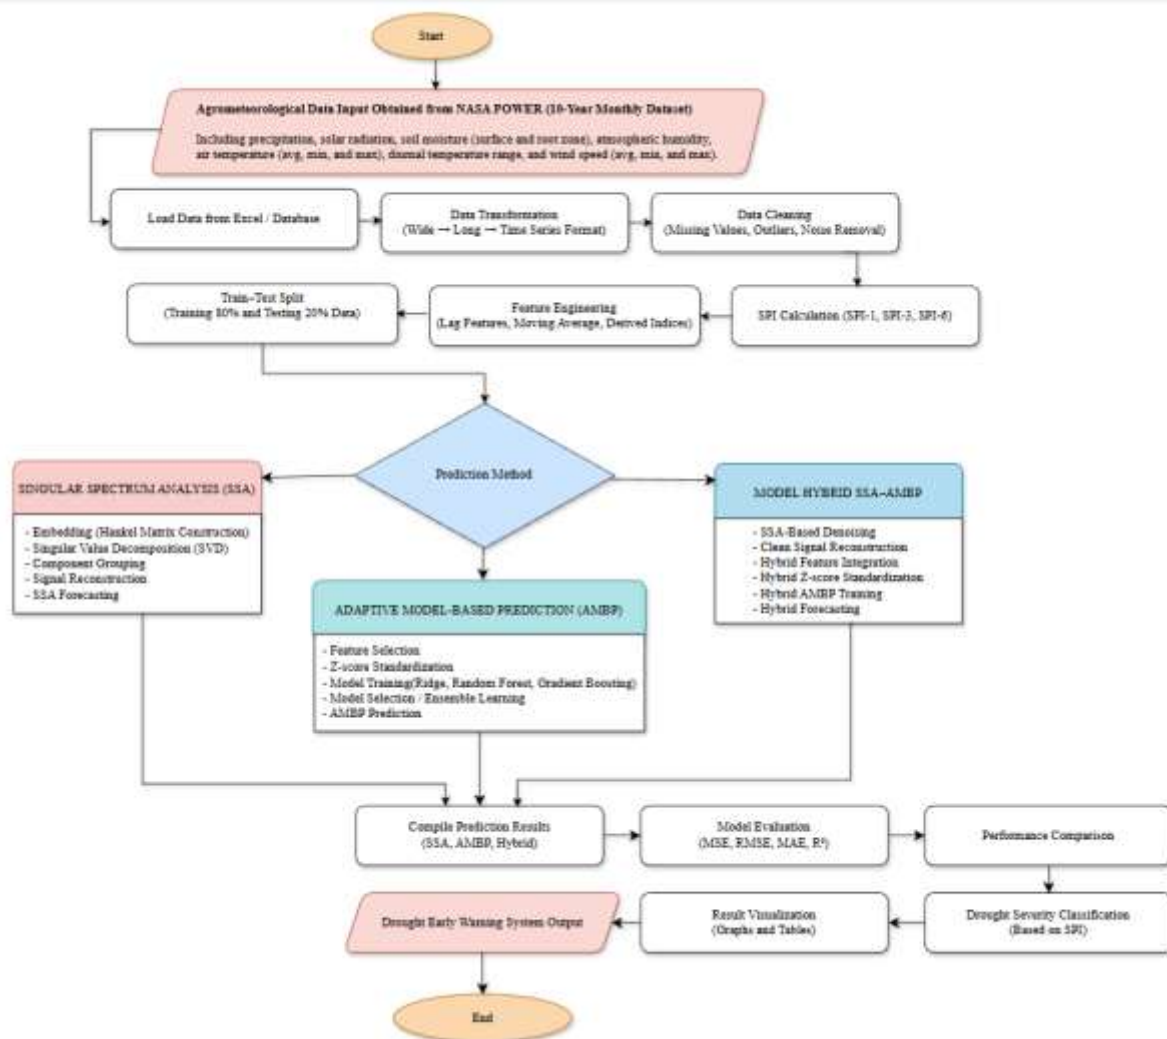 Start
Agrometeorological Data Input Obtained from NASA POWER (10-Year Monthly Dataset)
Including precipitation, solar radiation, soil moisture (surface and root zone), atmospheric humidity,
air temperature (avg, min, and max), diurnal temperature range, and wind speed (avg, min, and max).
Load Data from Excel / Database
Data Transformation
(Wide → Long → Time Series Format)
Data Cleaning
(Missing Values, Outliers, Noise Removal)
SPI Calculation (SPI-1, SPI-3, SPI-6)
Feature Engineering
(Lag Features, Moving Average, Derived Indices)
Train-Test Split
(Training 80% and Testing 20% Data)
Prediction Method
SINGULAR SPECTRUM ANALYSIS (SSA)
- Embedding (Hankel Matrix Construction)
- Singular Value Decomposition (SVD)
- Component Grouping
- Signal Reconstruction
- SSA Forecasting
ADAPTIVE MODEL-BASED PREDICTION (AMBP)
- Feature Selection
- Z-score Standardization
- Model Training(Ridge, Random Forest, Gradient Boosting)
- Model Selection / Ensemble Learning
- AMBP Prediction
MODEL HYBRID SSA-AMBP
- SSA-Based Denoising
- Clean Signal Reconstruction
- Hybrid Feature Integration
- Hybrid Z-score Standardization
- Hybrid AMBP Training
- Hybrid Forecasting
Compile Prediction Results
(SSA, AMBP, Hybrid)
Model Evaluation
(MSE, RMSE, MAE, R²)
Performance Comparison
Drought Severity Classification
(Based on SPI)
Result Visualization
(Graphs and Tables)
Drought Early Warning System Output
End